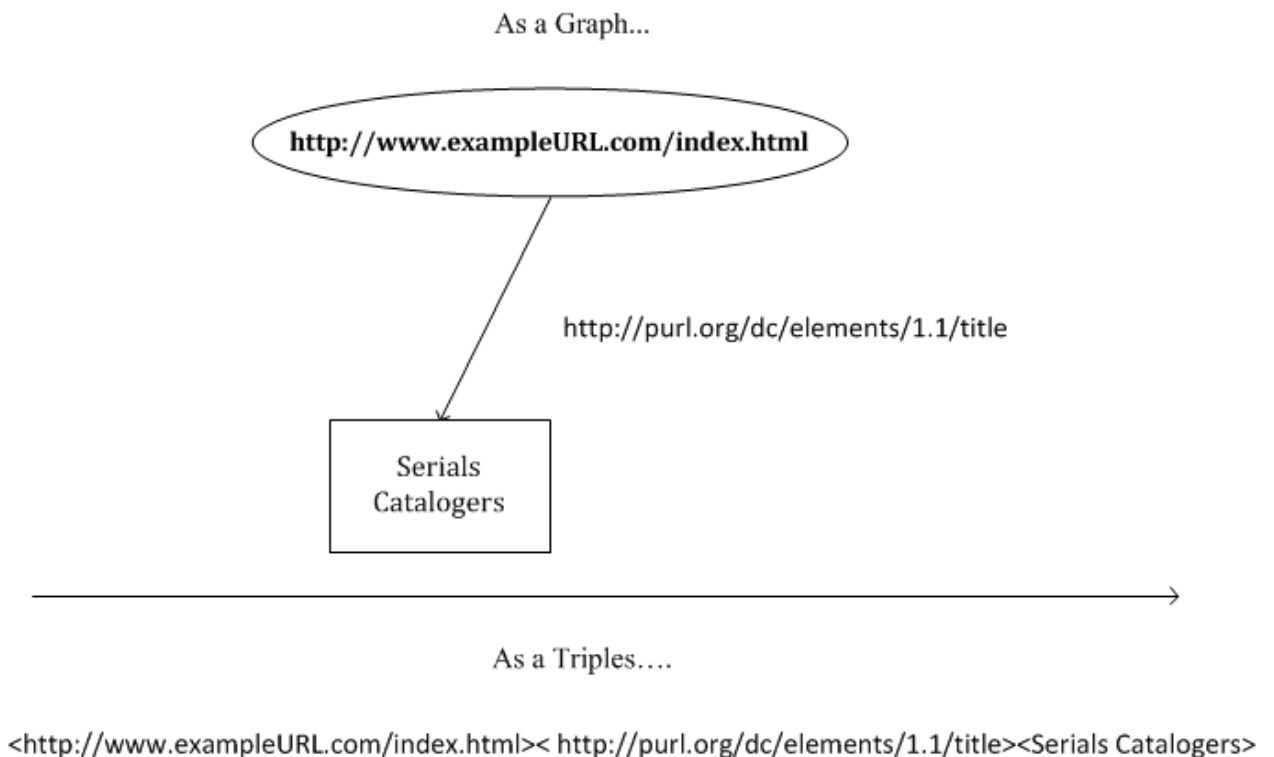 As a Graph...
http://www.exampleURL.com/index.html
http://purl.org/dc/elements/1.1/title
Serials
Catalogers
As a Triples....
<http://www.exampleURL.com/index.html>< http://purl.org/dc/elements/1.1/title><Serials Catalogers>